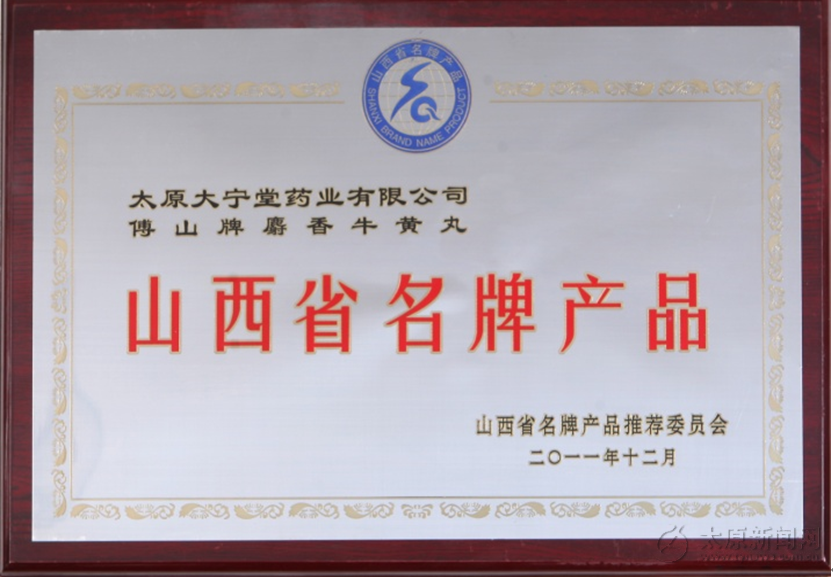 山西省名牌产品
SHANXI BRAND NAME PRODUCT
太原大宁堂药业有限公司
傅山牌麝香牛黄丸
山西省名牌产品
山西省名牌产品推荐委员会
二〇一一年十二月
太原新闻网